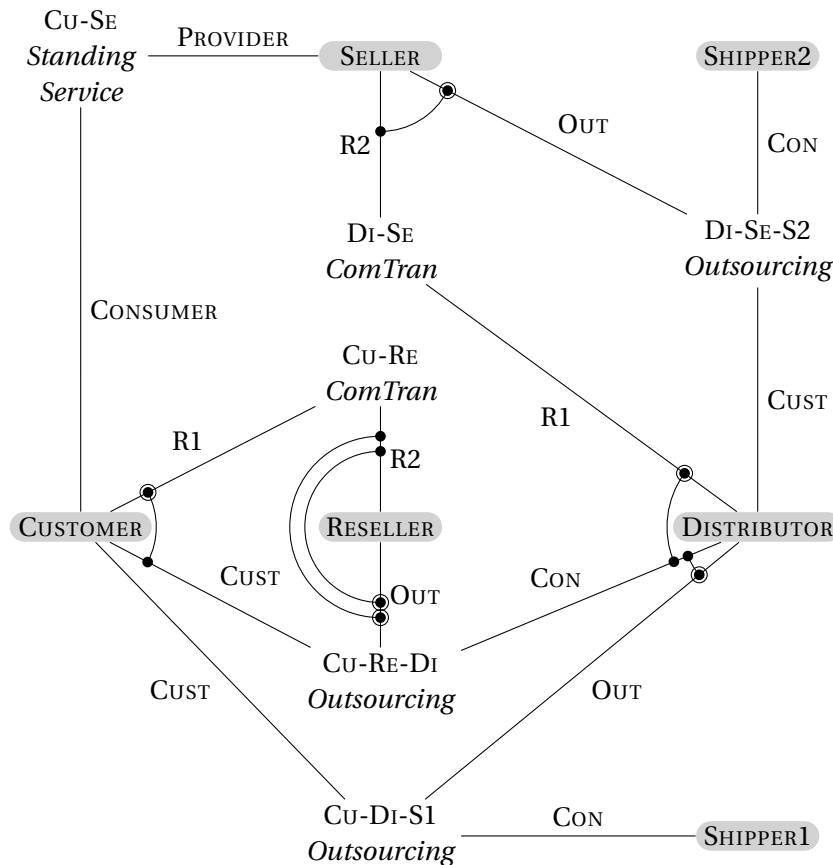 CU-SE
Standing
Service
PROVIDER
SELLER
SHIPPER2
R2
OUT
CON
DI-SE
ComTran
DI-SE-S2
Outsourcing
CONSUMER
CU-RE
ComTran
R1
R1
CUST
R2
CUSTOMER
RESELLER
DISTRIBUTOR
CUST
OUT
CON
CU-RE-DI
Outsourcing
CUST
OUT
CU-DI-S1
Outsourcing
CON
SHIPPER1